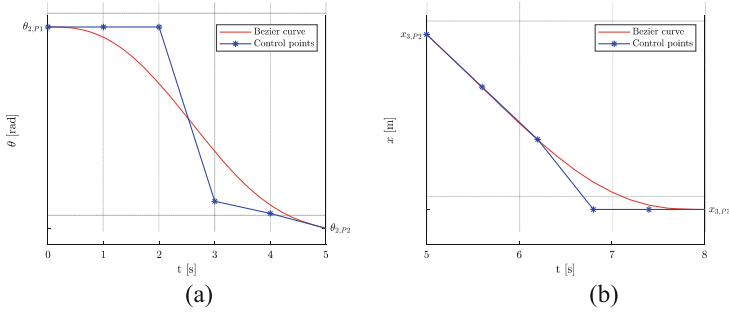 θ2,P1
Bezier curve
Control points
θ [rad]
θ2,P2
0 1 2 3 4 5
t [s]
(a)
x3,P2
Bezier curve
Control points
x [m]
x3,P2
5 6 7 8
t [s]
(b)